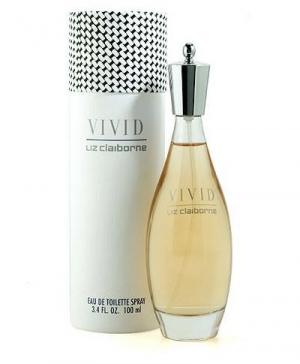 VIVID
Liz claiborne
EAU DE TOILETTE SPRAY
3.4 FL. OZ. 100 ml
VIVID
Liz claiborne